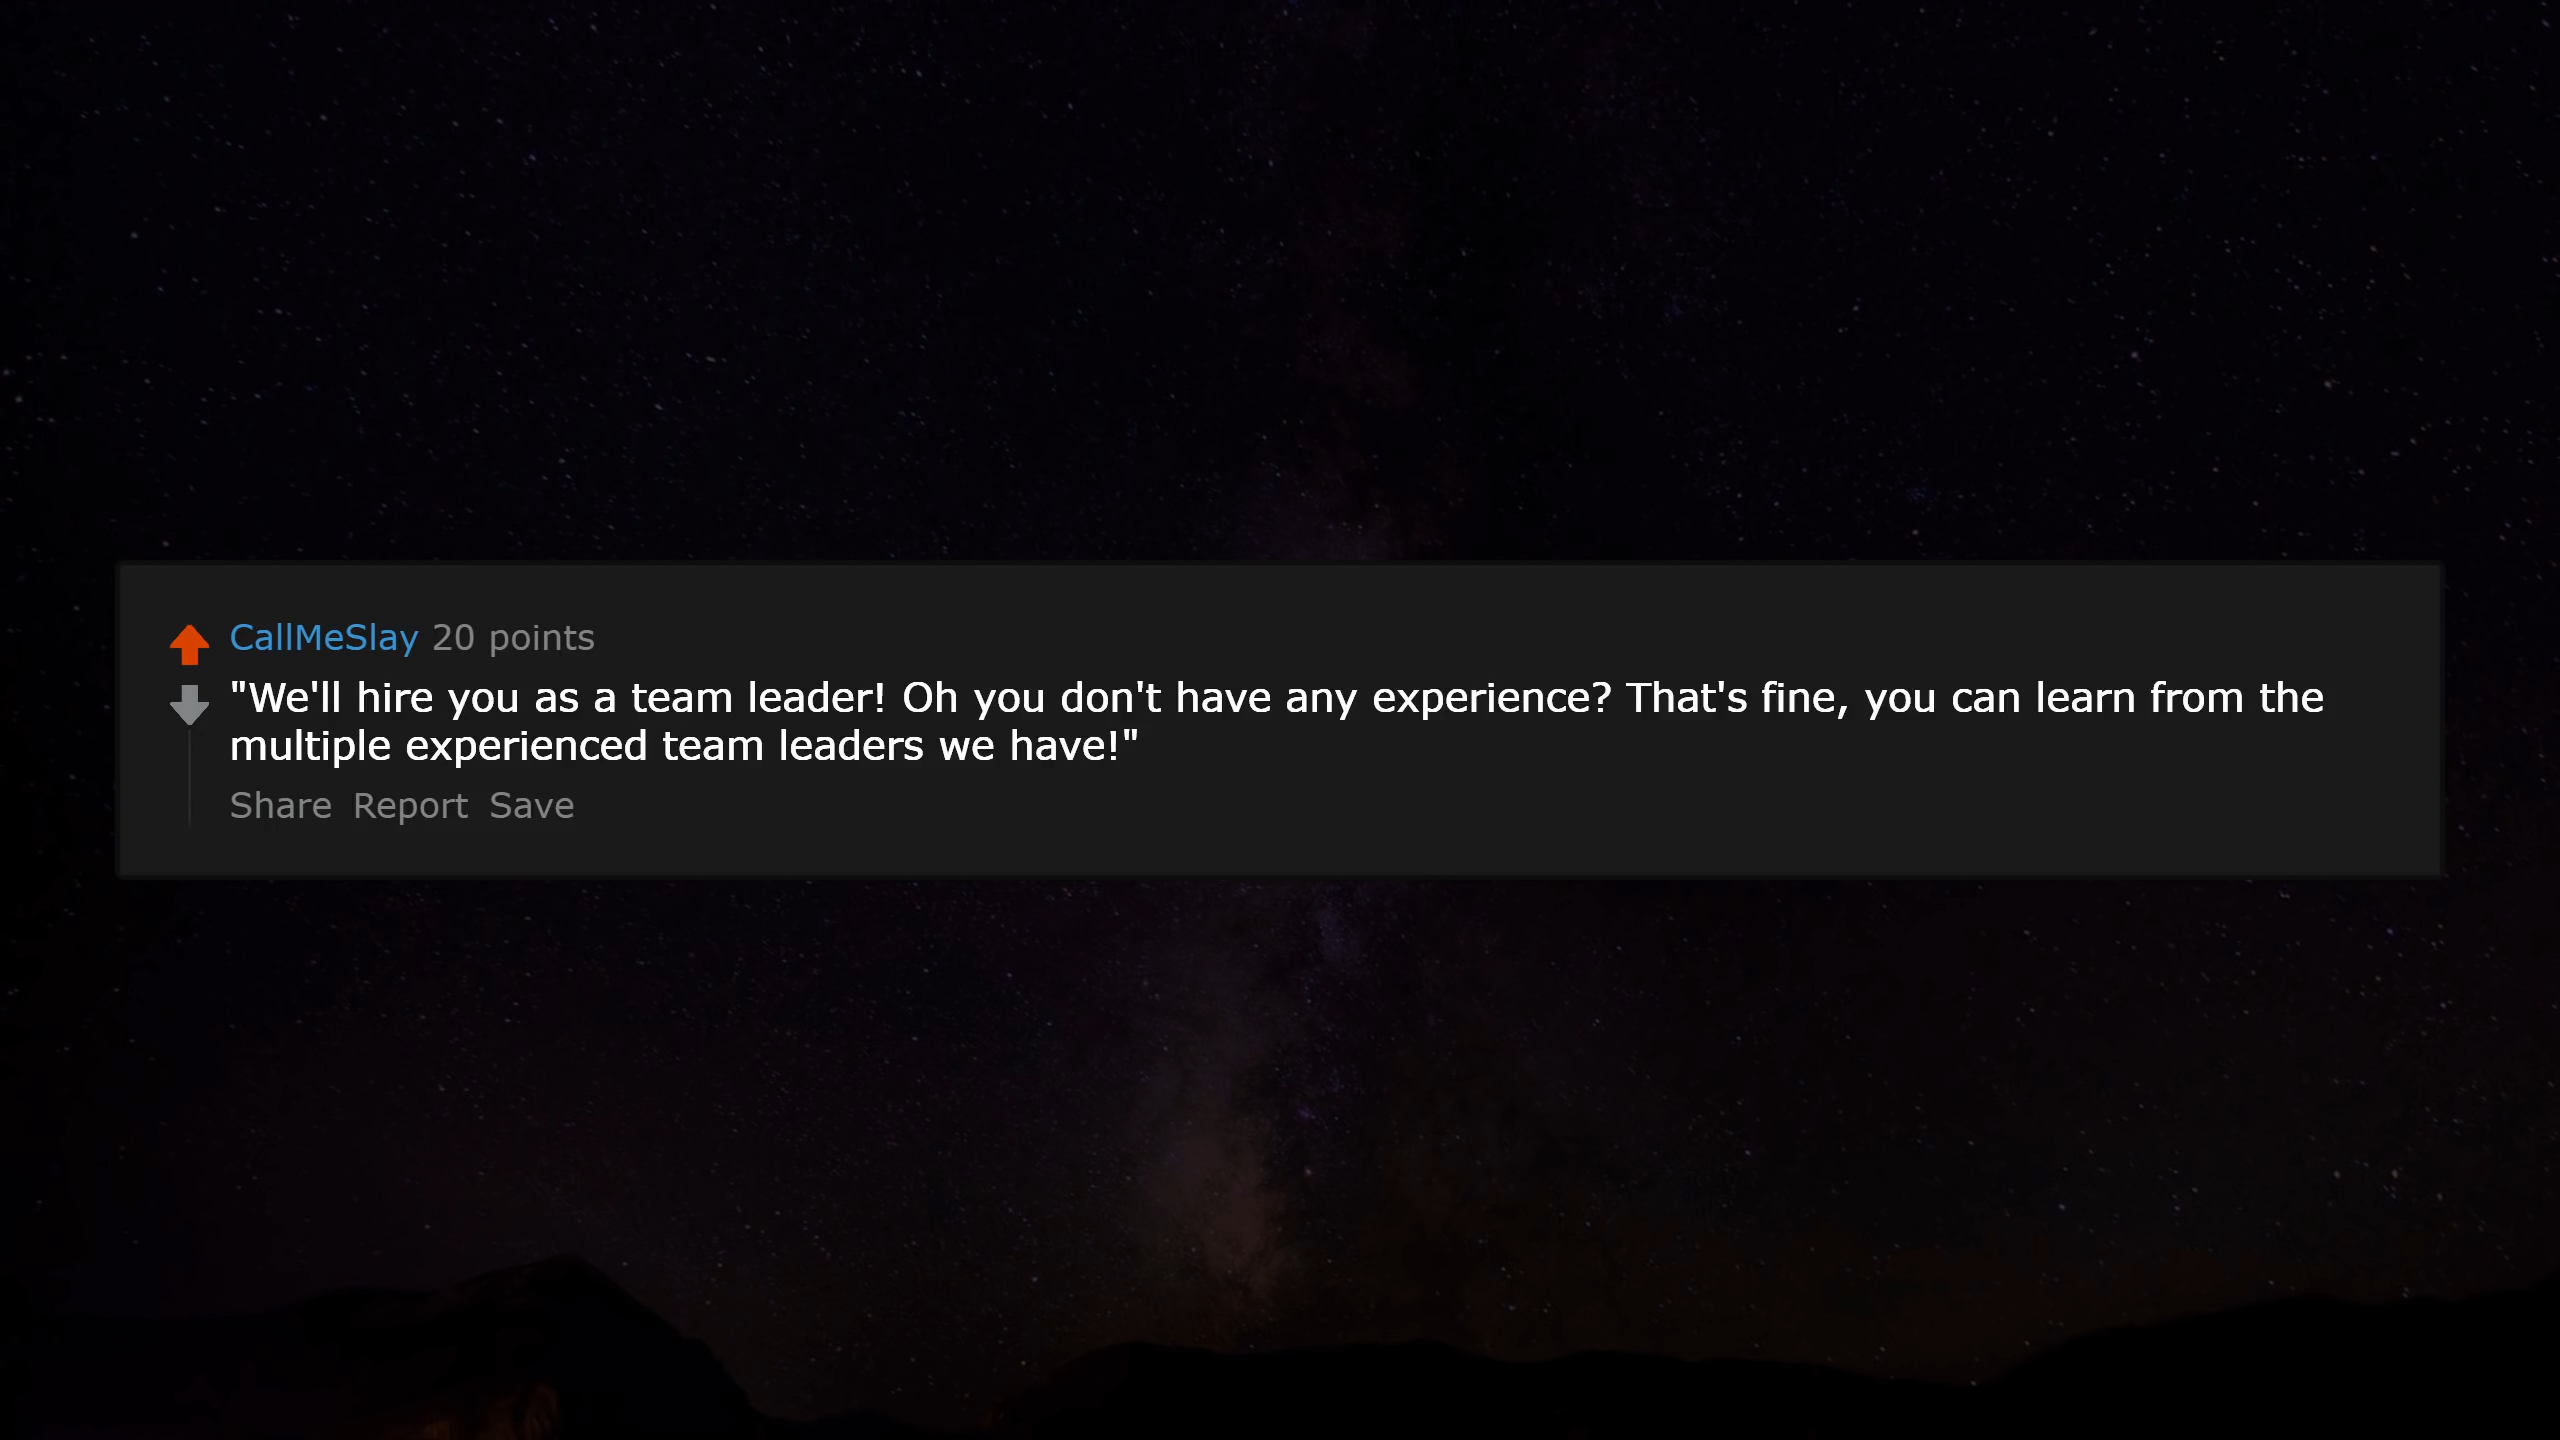 CallMeSlay 20 points
"We'll hire you as a team leader! Oh you don't have any experience? That's fine, you can learn from the
multiple experienced team leaders we have!"
Share Report Save